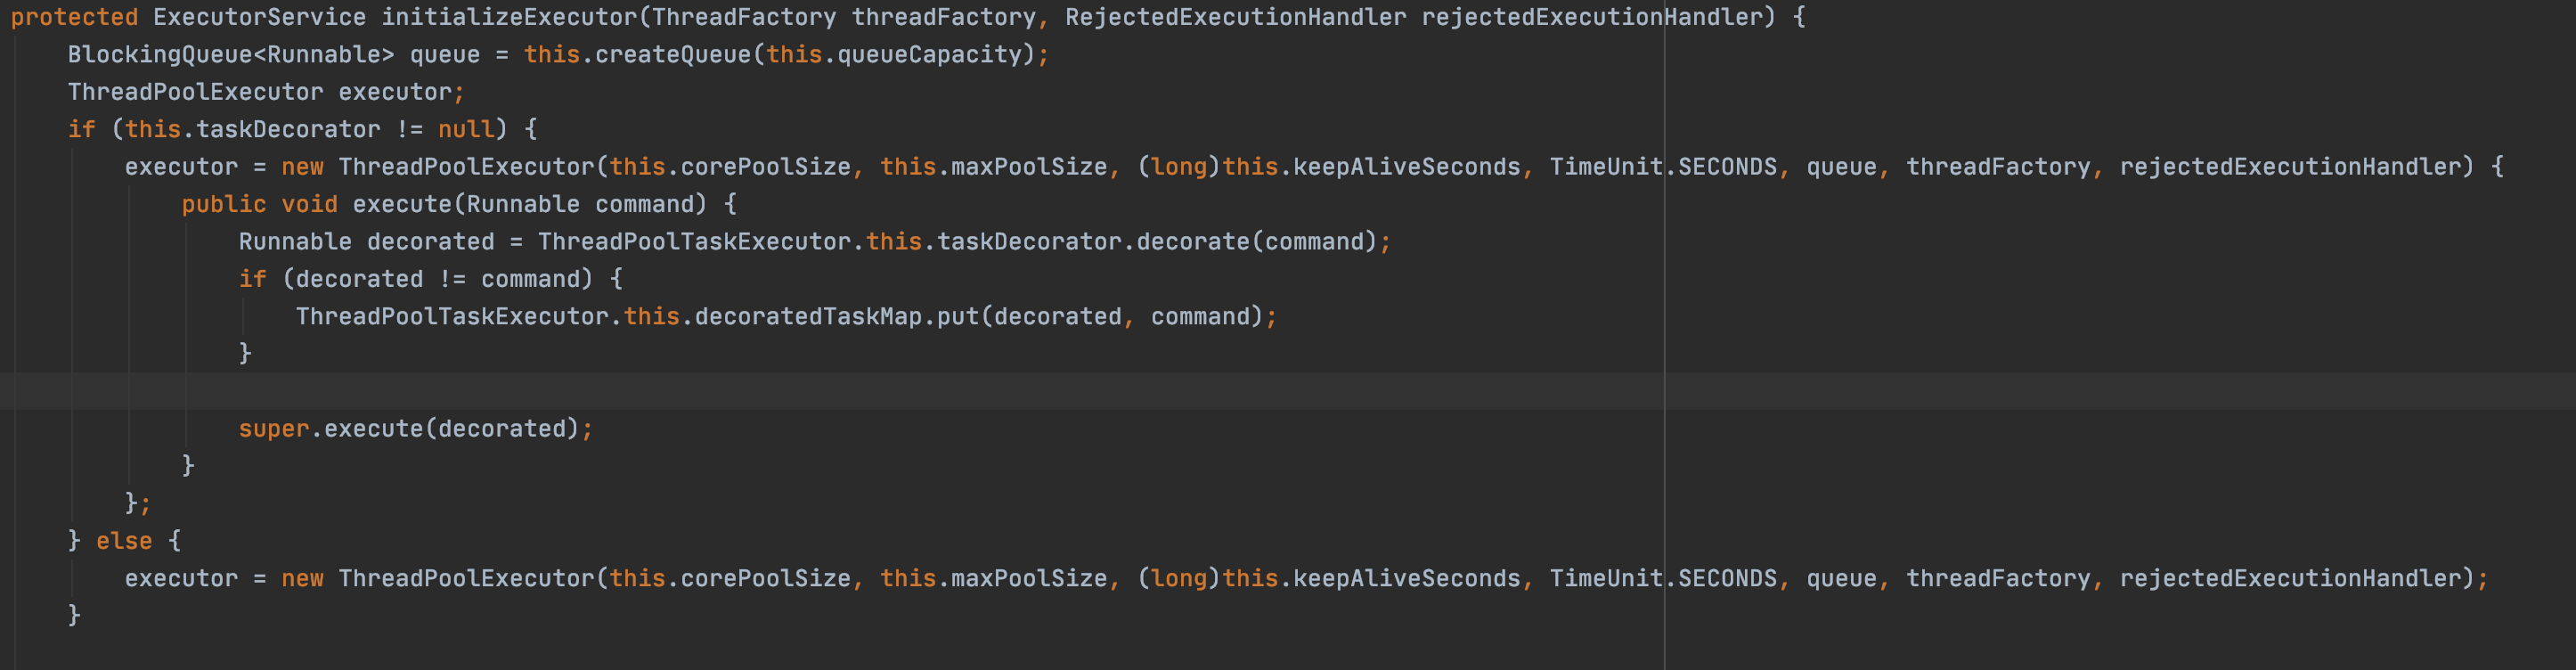 protected ExecutorService initializeExecutor(ThreadFactory threadFactory, RejectedExecutionHandler rejectedExecutionHandler) {
    BlockingQueue<Runnable> queue = this.createQueue(this.queueCapacity);
    ThreadPoolExecutor executor;
    if (this.taskDecorator != null) {
        executor = new ThreadPoolExecutor(this.corePoolSize, this.maxPoolSize, (long)this.keepAliveSeconds, TimeUnit.SECONDS, queue, threadFactory, rejectedExecutionHandler) {
            public void execute(Runnable command) {
                Runnable decorated = ThreadPoolTaskExecutor.this.taskDecorator.decorate(command);
                if (decorated != command) {
                    ThreadPoolTaskExecutor.this.decoratedTaskMap.put(decorated, command);
                }

                super.execute(decorated);
            }
        };
    } else {
        executor = new ThreadPoolExecutor(this.corePoolSize, this.maxPoolSize, (long)this.keepAliveSeconds, TimeUnit.SECONDS, queue, threadFactory, rejectedExecutionHandler);
    }